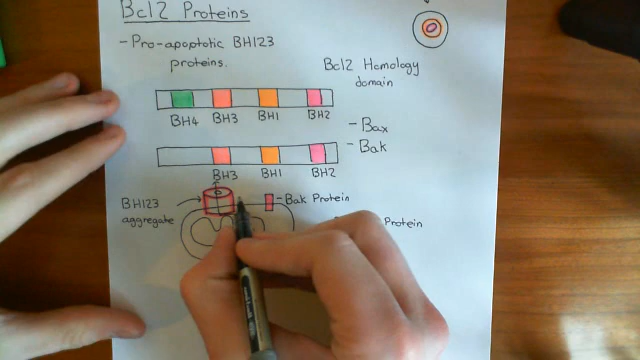 Bcl2 Proteins
- Pro-apoptotic BH123
proteins.
Bcl2 Homology
domain
BH4 BH3 BH1 BH2
- Bax
- Bak
BH3 BH1 BH2
BH123
aggregate
- Bak Protein
Protein